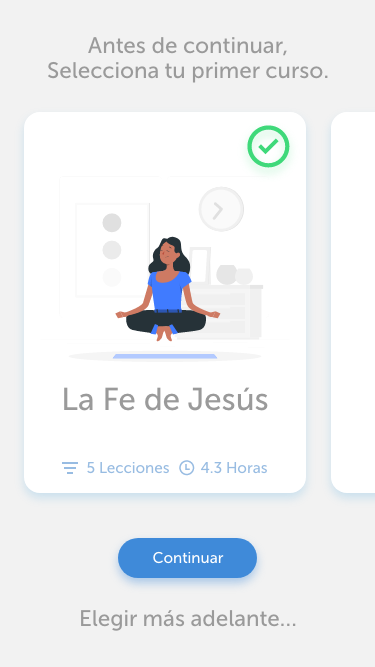 Antes de continuar,
Selecciona tu primer curso.
La Fe de Jesús
5 Lecciones 4.3 Horas
Continuar
Elegir más adelante...